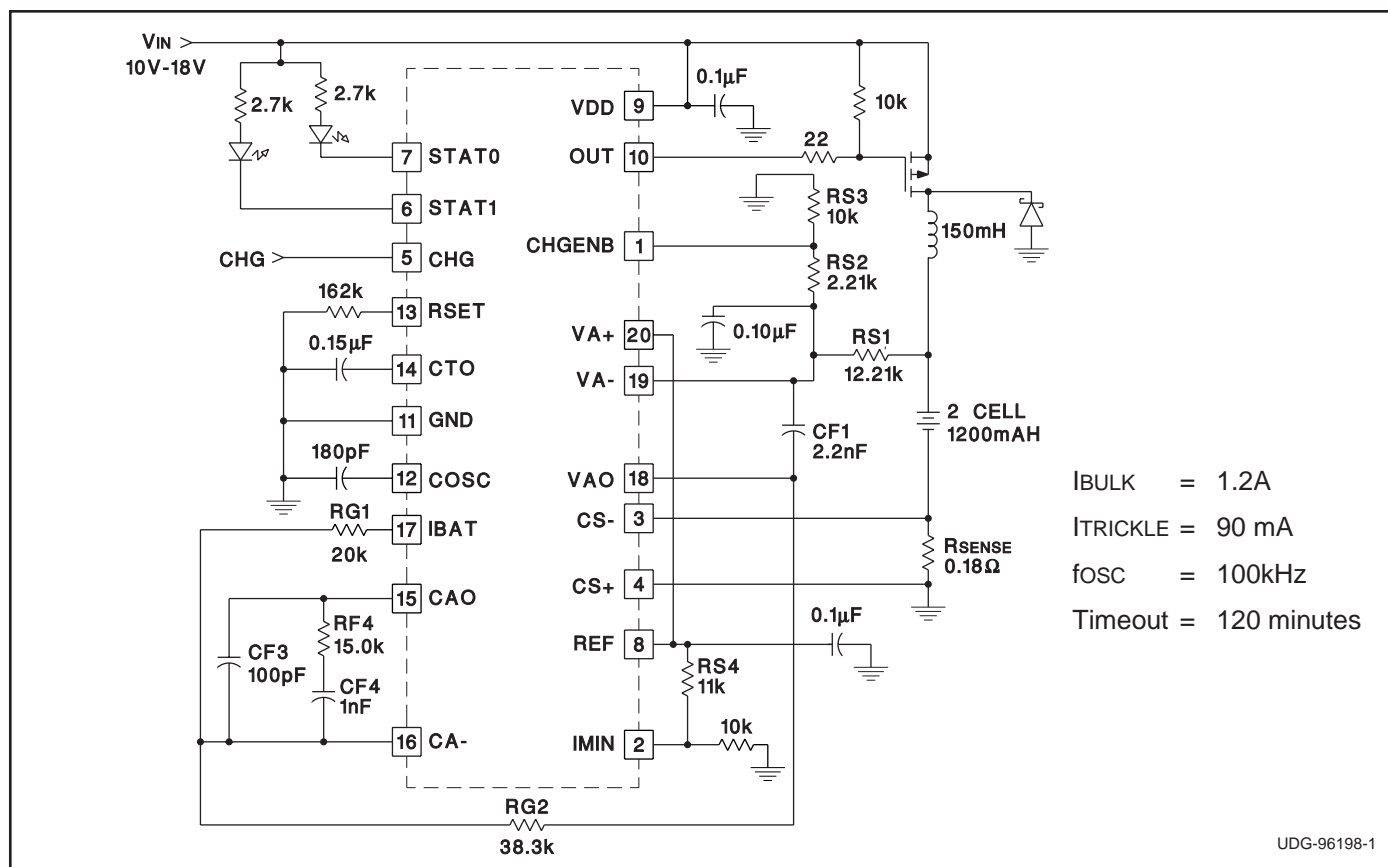 VIN
10V-18V
2.7k
2.7k
7 STAT0
6 STAT1
CHG
5 CHG
162k
13 RSET
0.15µF
14 CTO
11 GND
180pF
12 COSC
RG1
20k
17 IBAT
15 CAO
RF4
15.0k
CF3
100pF
CF4
1nF
16 CA-
RG2
38.3k
VDD 9
0.1µF
10k
OUT 10
22
RS3
10k
150mH
CHGENB 1
RS2
2.21k
0.10µF
VA+ 20
RS1
12.21k
VA- 19
2 CELL
1200mAH
CF1
2.2nF
VAO 18
CS- 3
RSENSE
0.18Ω
CS+ 4
0.1µF
REF 8
RS4
11k
10k
IMIN 2
IBULK = 1.2A
ITRICKLE = 90 mA
fOSC = 100kHz
Timeout = 120 minutes
UDG-96198-1